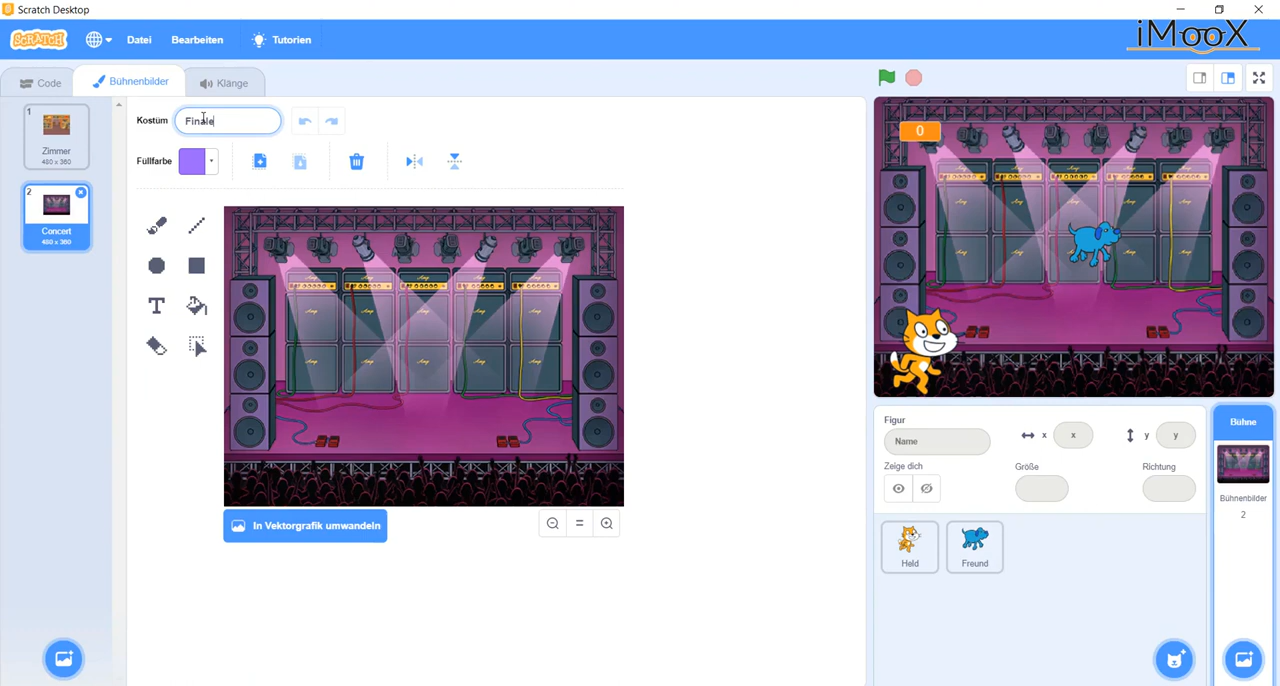 Scratch Desktop
SCRATCH Datei Bearbeiten Tutorien
iMooX
Code Bühnenbilder Klänge
1
Zimmer
480 x 360
2
Concert
480 x 360
Kostüm Finale
Füllfarbe
T
In Vektorgrafik umwandeln
0
Figur
Name
x x
y y
Zeige dich
Größe
Richtung
Held
Freund
Bühne
Bühnenbilder
2